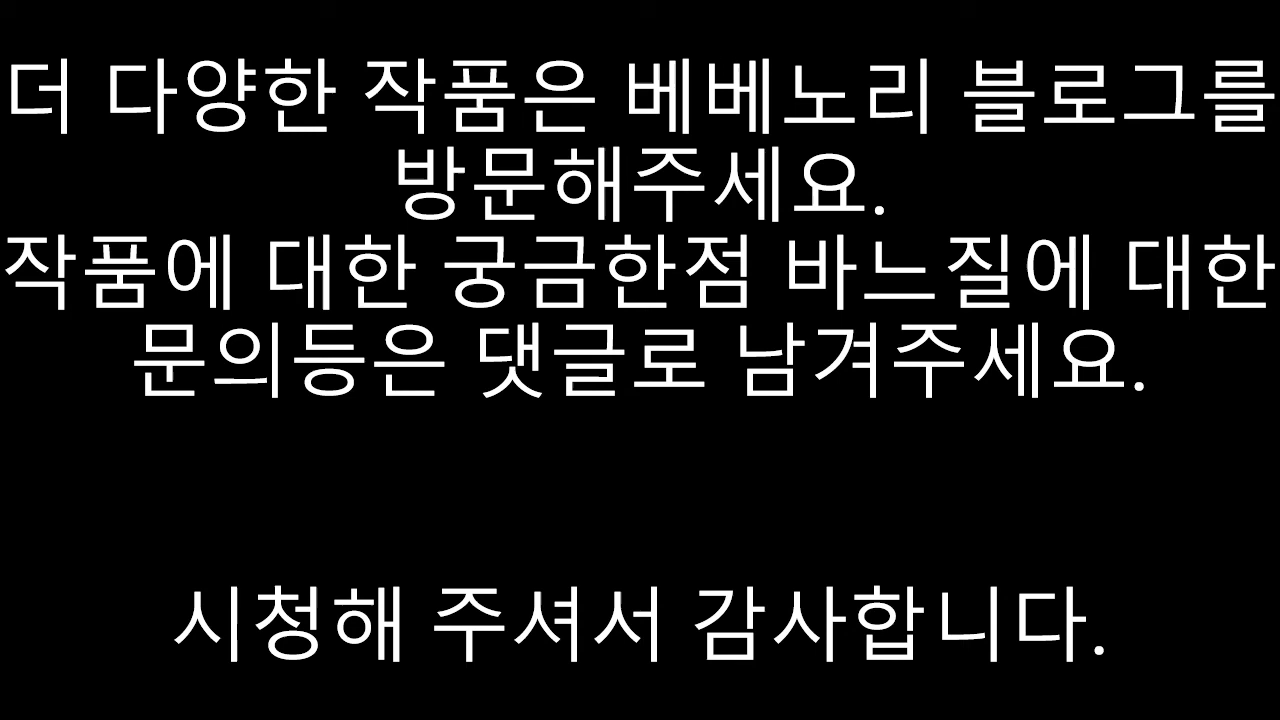 더 다양한 작품은 베베노리 블로그를
방문해주세요.
작품에 대한 궁금한점 바느질에 대한
문의등은 댓글로 남겨주세요.
시청해 주셔서 감사합니다.